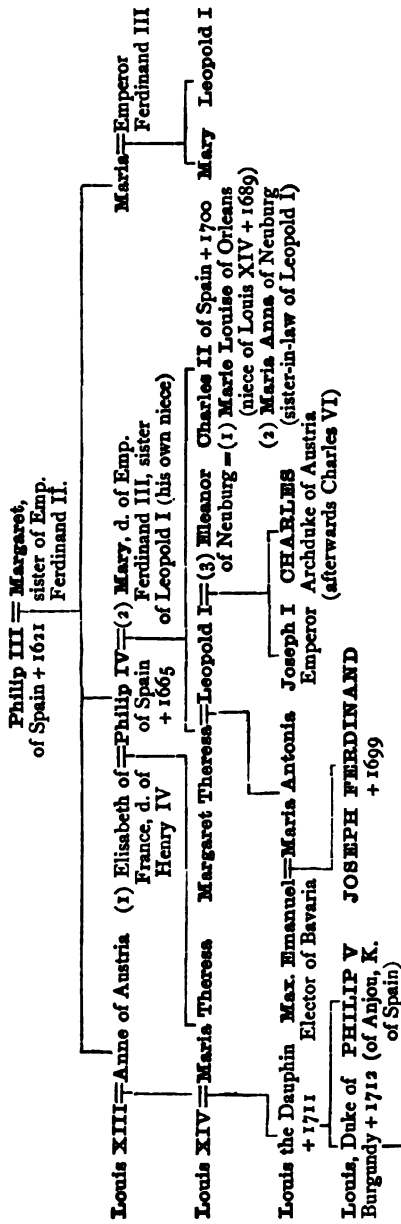 Philip III = Margaret,
of Spain + 1621 sister of Emp.
Ferdinand II.
Louis XIII = Anne of Austria (1) Elisabeth of = Philip IV = (2) Mary, d. of Emp. Maria = Emperor
France, d. of of Spain Ferdinand III, sister Ferdinand III
Henry IV + 1665 of Leopold I (his own niece)
Louis XIV = Maria Theresa Margaret Theresa = Leopold I = (3) Eleanor Charles II of Spain + 1700 Mary Leopold I
of Neuburg = (1) Marie Louise of Orleans
(niece of Louis XIV + 1689)
(2) Maria Anna of Neuburg
(sister-in-law of Leopold I)
Louis the Dauphin Max. Emanuel = Maria Antonia Joseph I CHARLES
+ 1711 Elector of Bavaria Emperor Archduke of Austria
(afterwards Charles VI)
Louis, Duke of PHILIP V JOSEPH FERDINAND
Burgundy + 1712 (of Anjou, K. + 1699
of Spain)